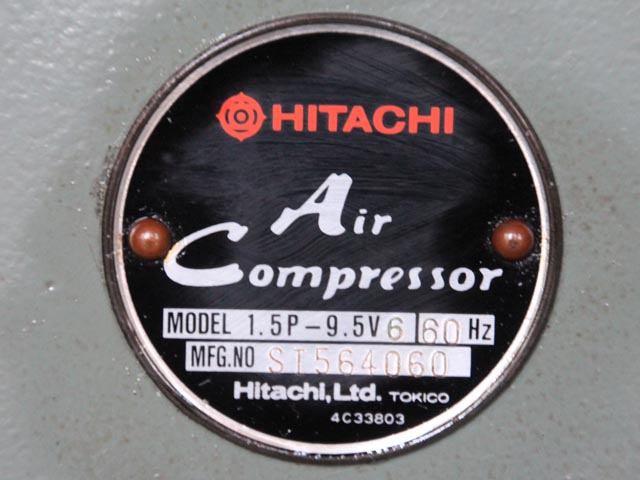 HITACHI
Air
Compressor
MODEL 1.5P-9.5V6 60 Hz
MFG.NO ST564060
Hitachi,Ltd. TOKICO
4C33803